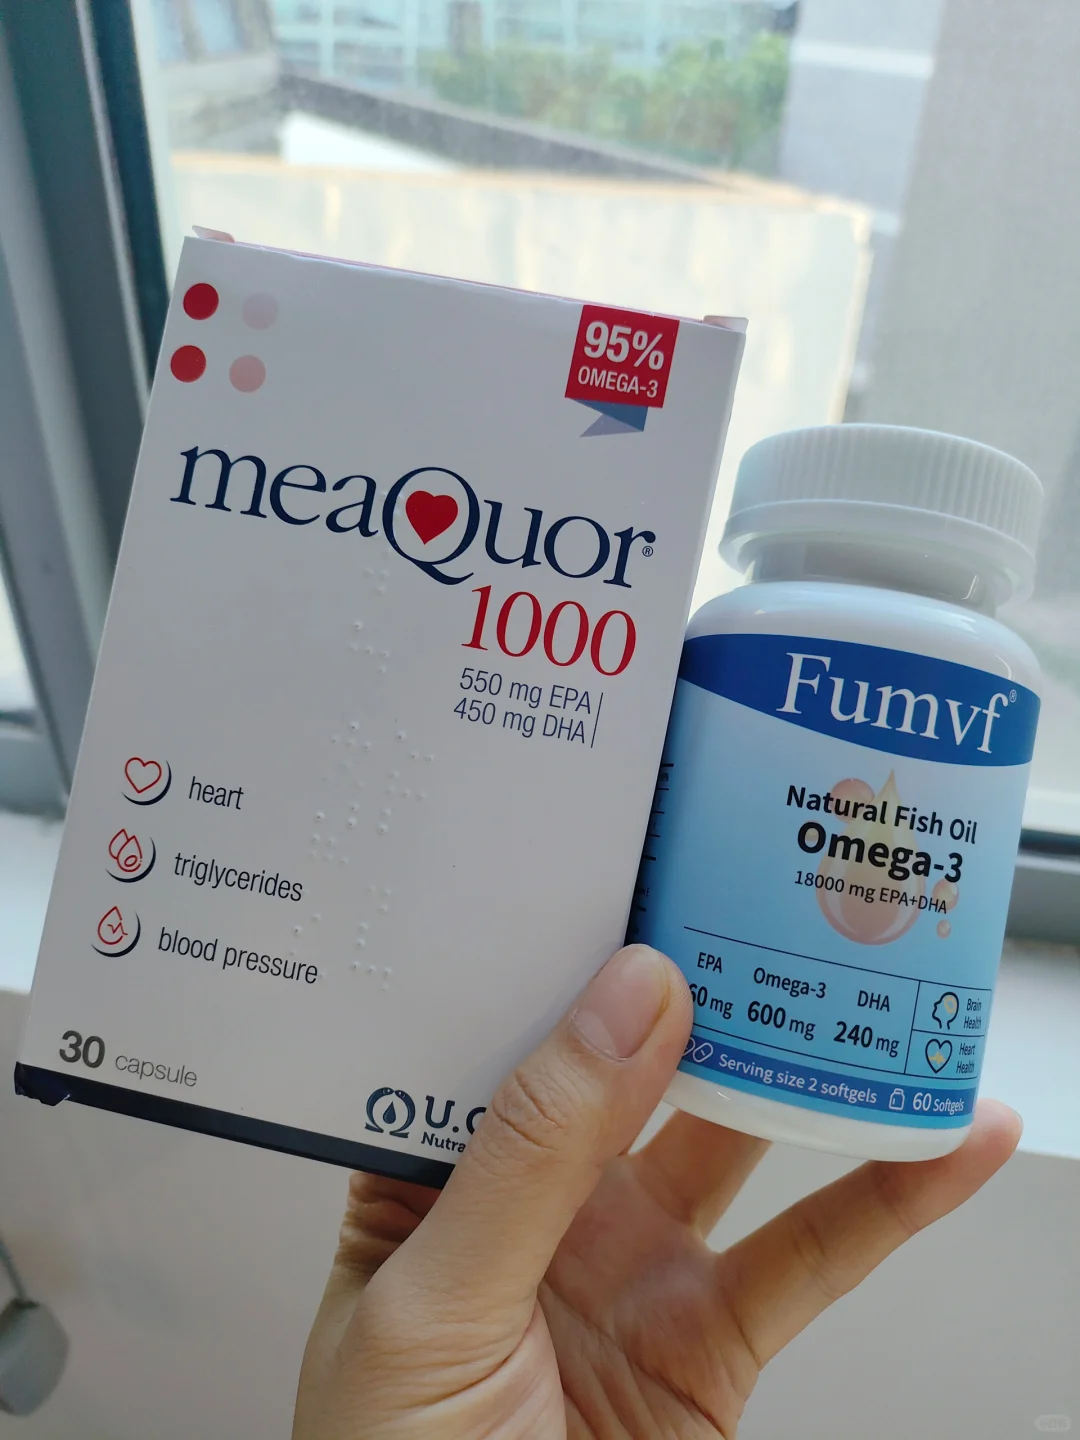 95%
OMEGA-3
meaQuor®
1000
550 mg EPA
450 mg DHA
heart
triglycerides
blood pressure
30 capsule
Fumvf®
Natural Fish Oil
Omega-3
18000 mg EPA+DHA
EPA Omega-3 DHA
600 mg 240 mg
Brain
Health
Heart
Health
Serving size 2 softgels 60 Softgels